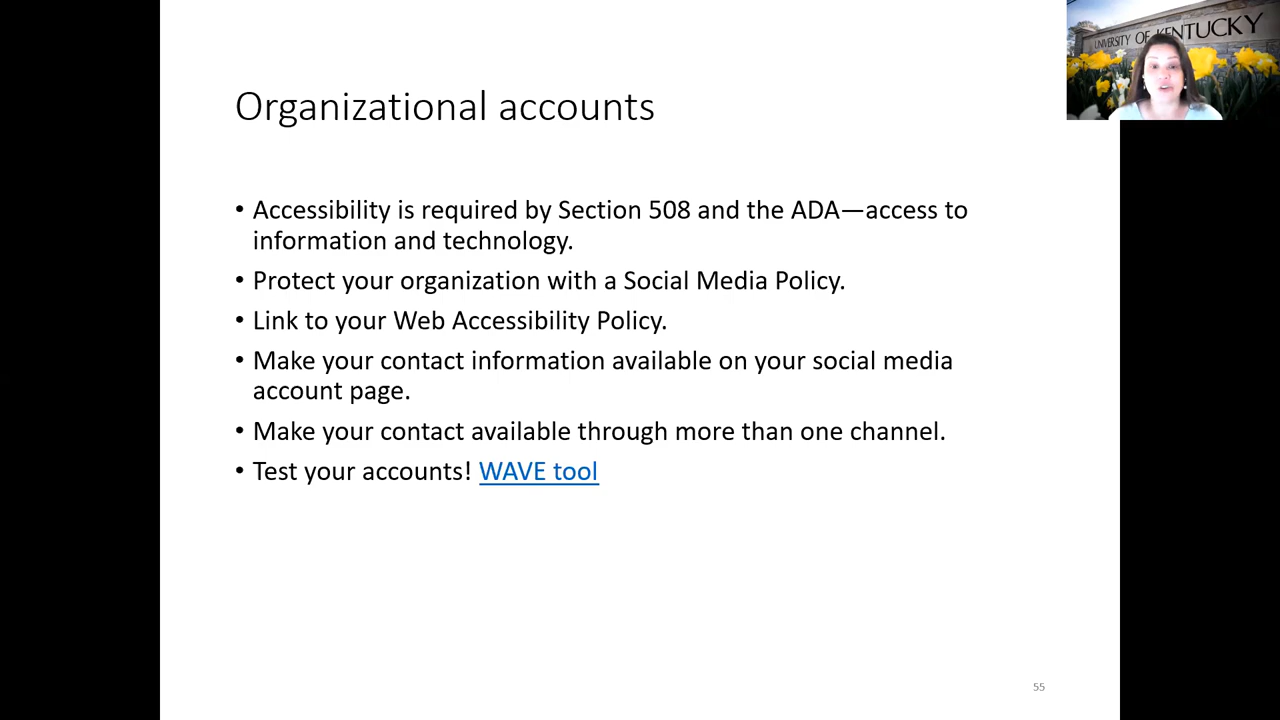 UNIVERSITY OF KENTUCKY
Organizational accounts
• Accessibility is required by Section 508 and the ADA—access to
information and technology.
• Protect your organization with a Social Media Policy.
• Link to your Web Accessibility Policy.
• Make your contact information available on your social media
account page.
• Make your contact available through more than one channel.
• Test your accounts! WAVE tool
55